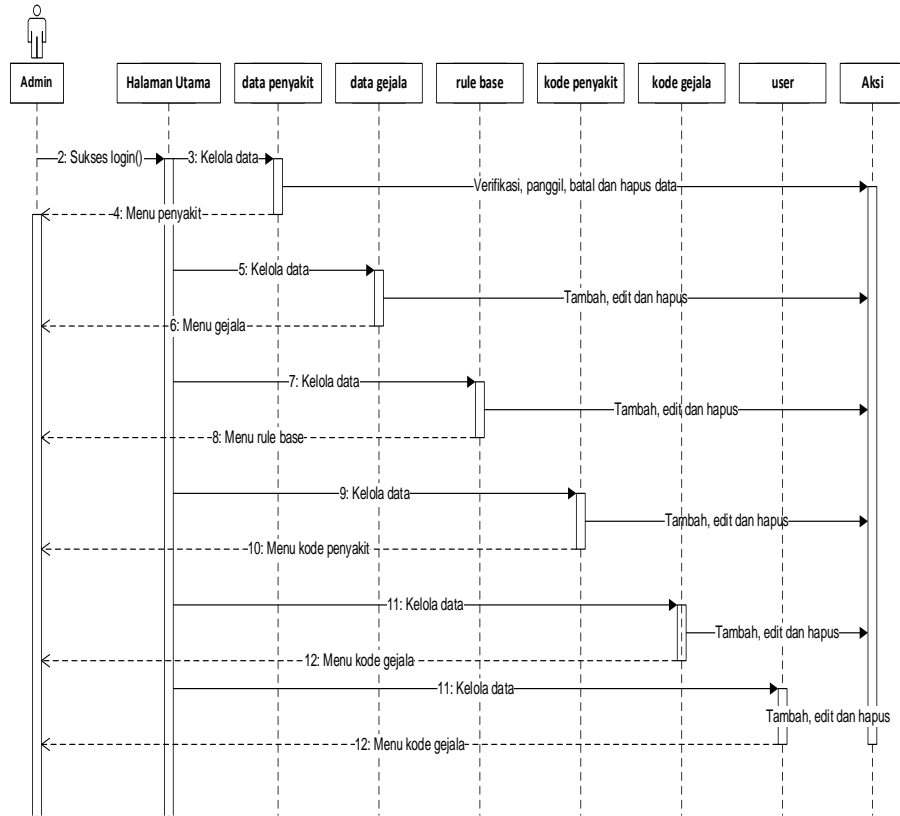 Admin
Halaman Utama
data penyakit
data gejala
rule base
kode penyakit
kode gejala
user
Aksi
2: Sukses login()
3: Kelola data
Verifikasi, panggil, batal dan hapus data
4: Menu penyakit
5: Kelola data
Tambah, edit dan hapus
6: Menu gejala
7: Kelola data
Tambah, edit dan hapus
8: Menu rule base
9: Kelola data
Tambah, edit dan hapus
10: Menu kode penyakit
11: Kelola data
Tambah, edit dan hapus
12: Menu kode gejala
11: Kelola data
Tambah, edit dan hapus
12: Menu kode gejala